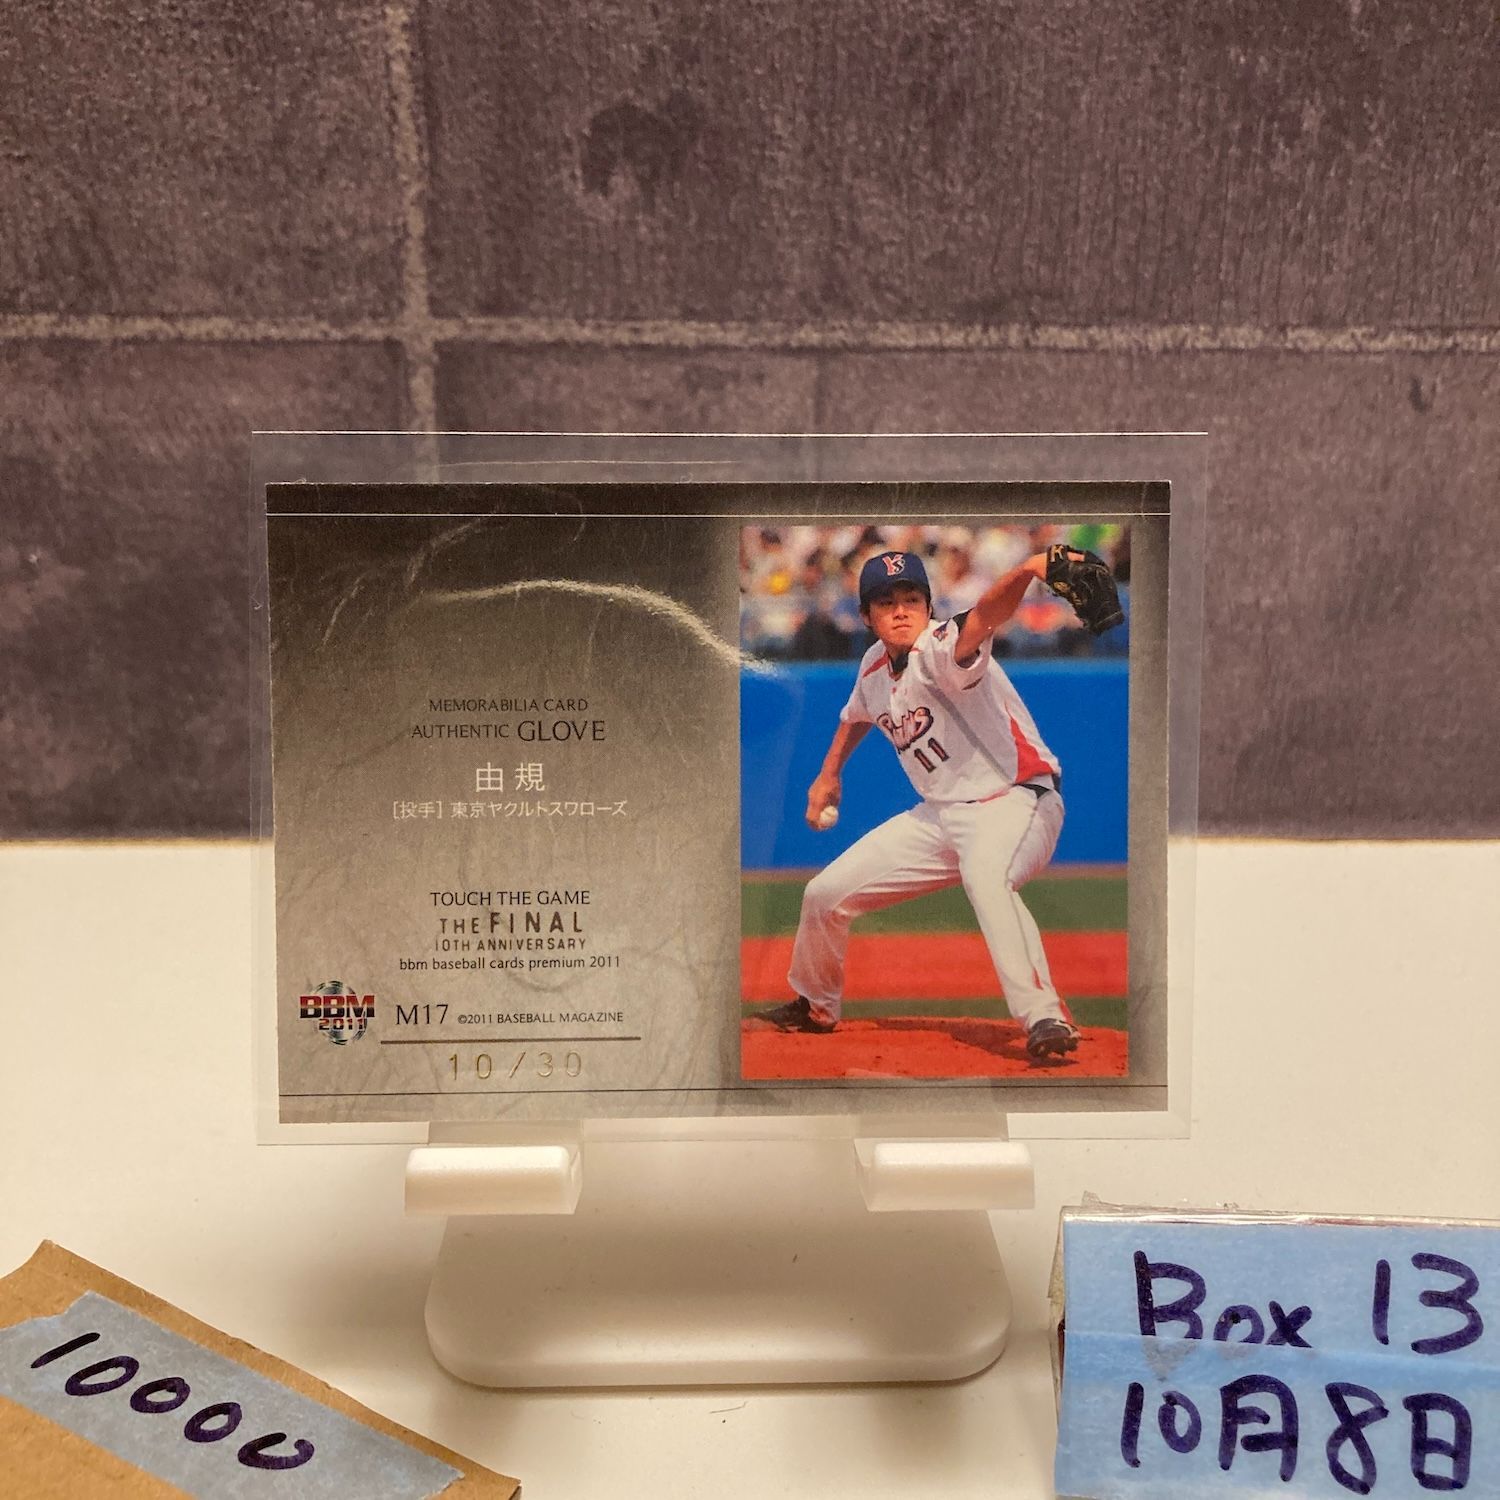 MEMORABILIA CARD
AUTHENTIC GLOVE
由規
[投手] 東京ヤクルトスワローズ
TOUCH THE GAME
THE FINAL
10TH ANNIVERSARY
bbm baseball cards premium 2011
BBM
2011
M17 ©2011 BASEBALL MAGAZINE
10/30
YS
11
K
10000
Box 13
10月8日